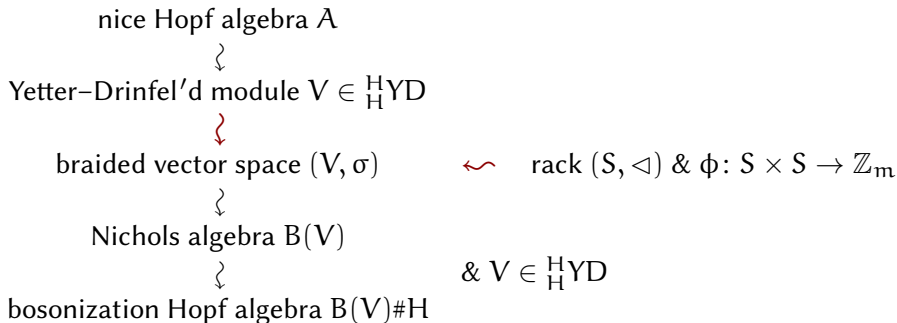 nice Hopf algebra A
Yetter–Drinfel′d module V ∈ ᴴ_H YD
braided vector space (V, σ) ⇜ rack (S, ◁) & ϕ: S × S → ℤₘ
Nichols algebra B(V)
& V ∈ ᴴ_H YD
bosonization Hopf algebra B(V)#H